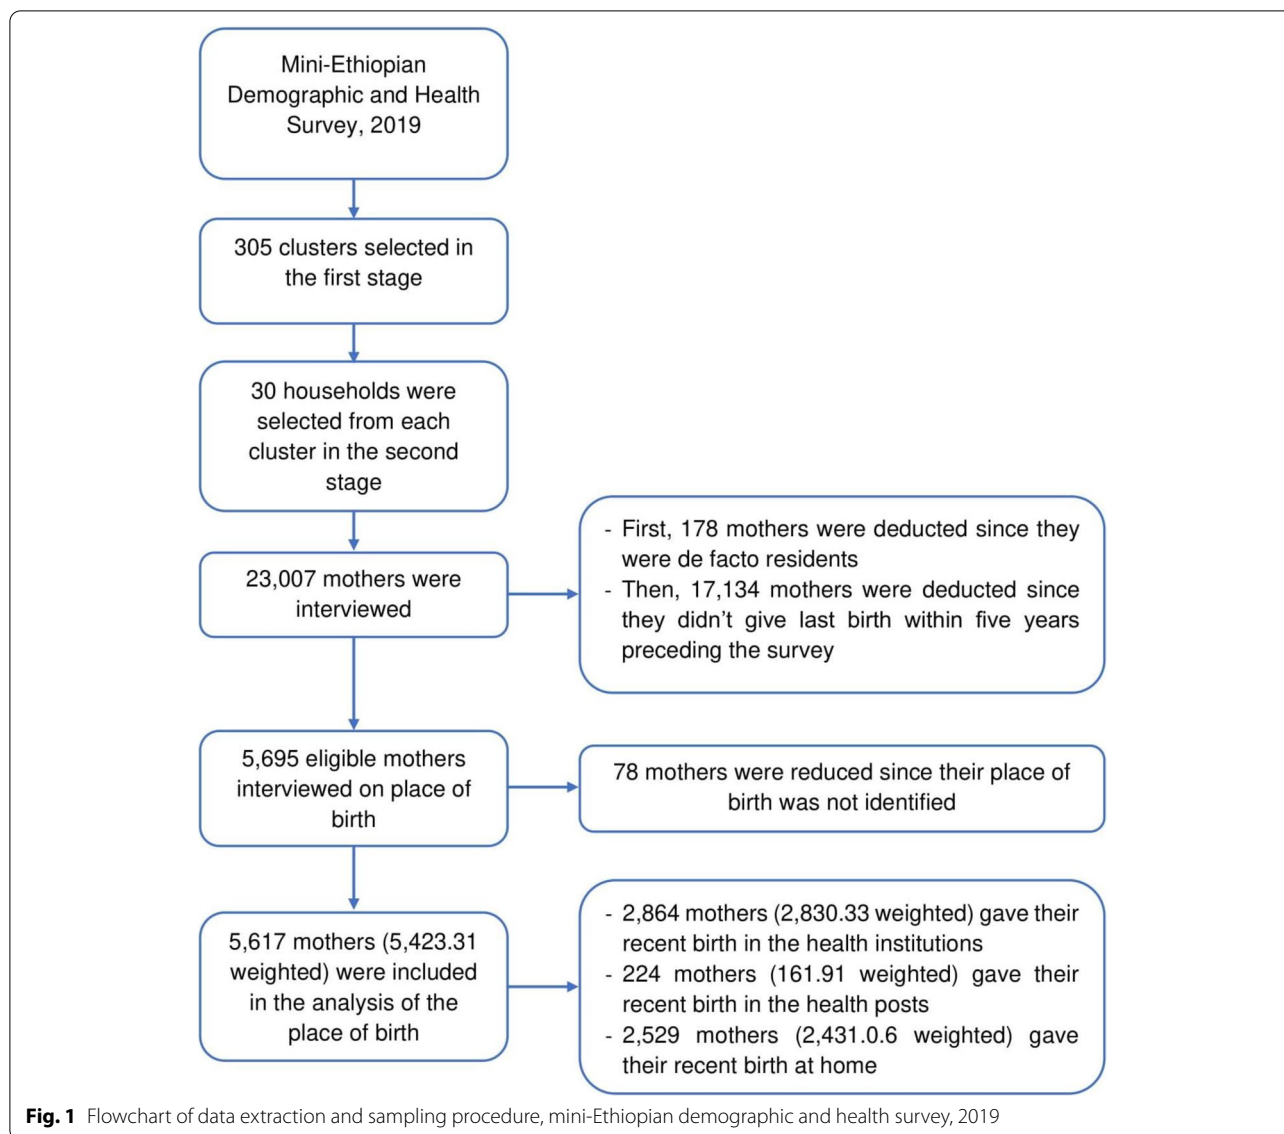 Mini-Ethiopian
Demographic and Health
Survey, 2019
305 clusters selected in
the first stage
30 households were
selected from each
cluster in the second
stage
23,007 mothers were
interviewed
- First, 178 mothers were deducted since they
were de facto residents
- Then, 17,134 mothers were deducted since
they didn’t give last birth within five years
preceding the survey
5,695 eligible mothers
interviewed on place of
birth
78 mothers were reduced since their place of
birth was not identified
5,617 mothers (5,423.31
weighted) were included
in the analysis of the
place of birth
- 2,864 mothers (2,830.33 weighted) gave their
recent birth in the health institutions
- 224 mothers (161.91 weighted) gave their
recent birth in the health posts
- 2,529 mothers (2,431.0.6 weighted) gave
their recent birth at home
Fig. 1 Flowchart of data extraction and sampling procedure, mini-Ethiopian demographic and health survey, 2019